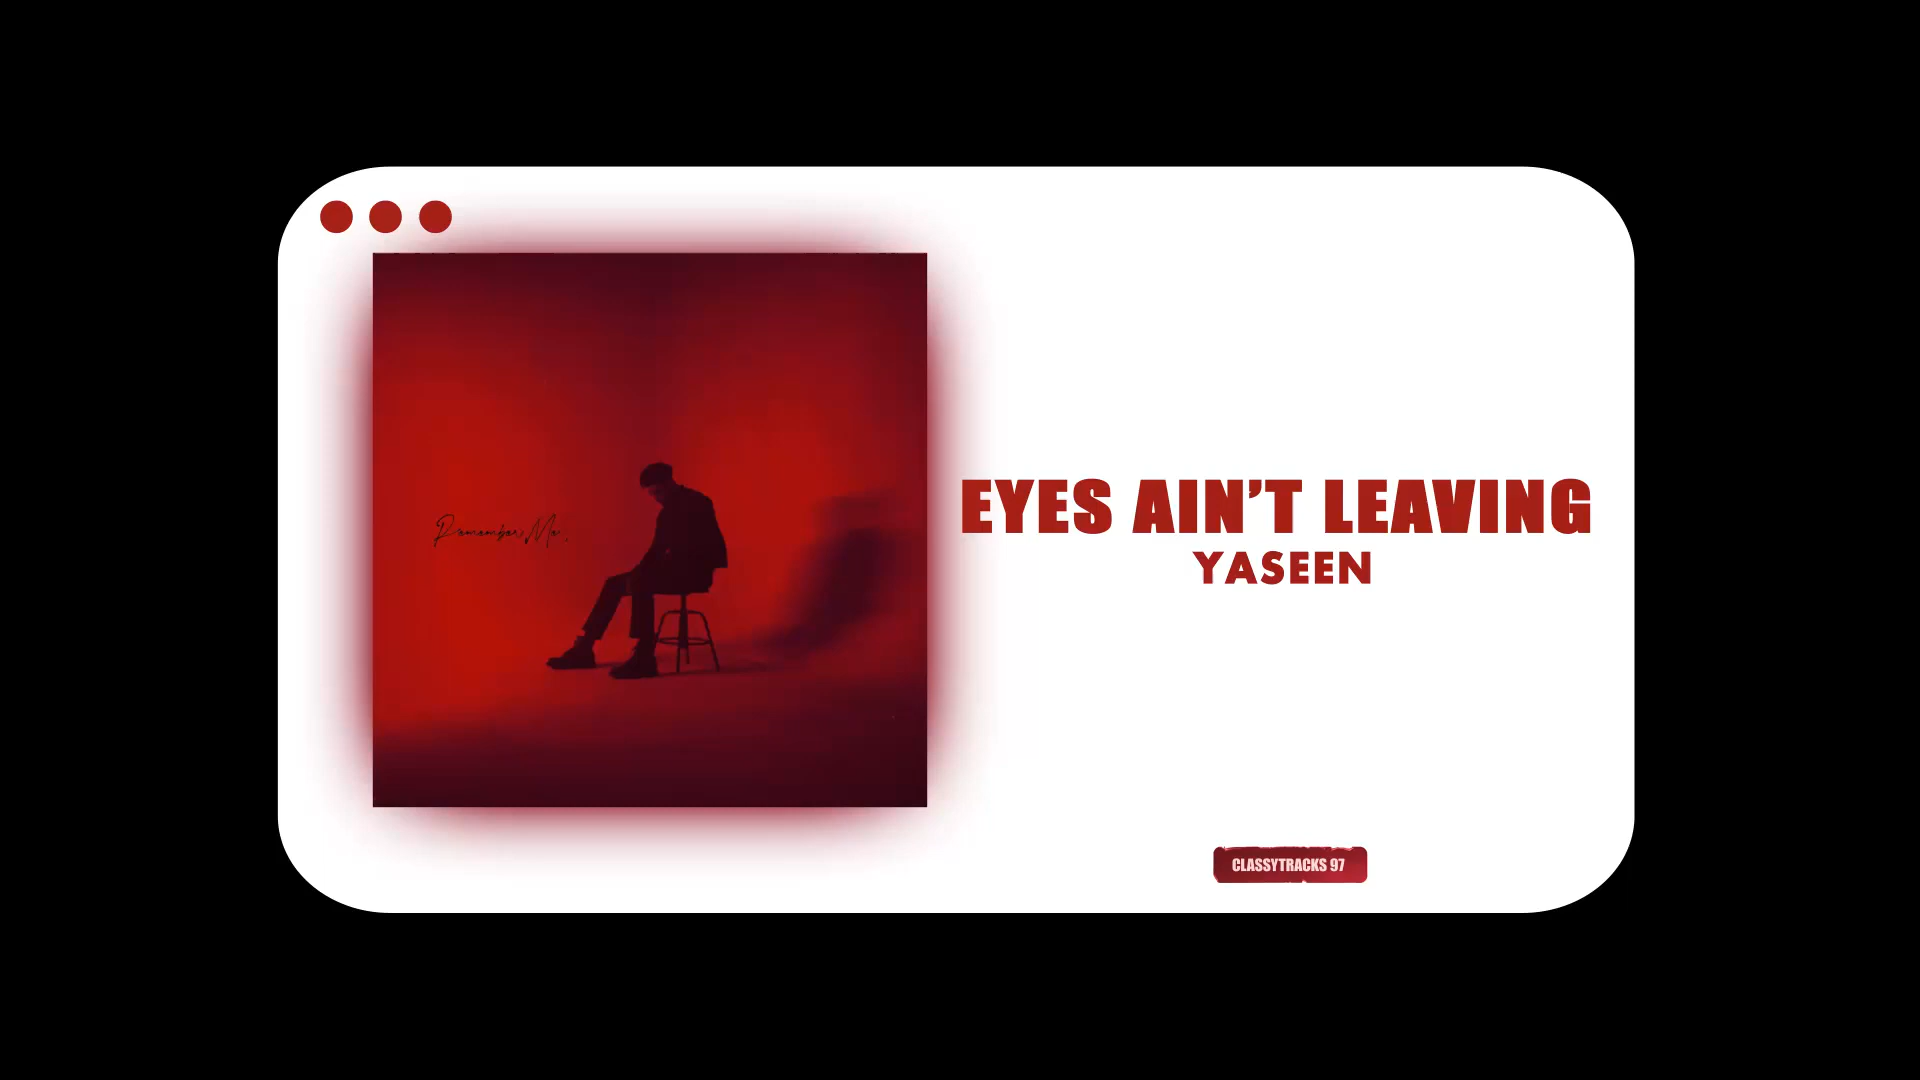 Remember Me.
EYES AIN’T LEAVING
YASEEN
CLASSYTRACKS 97